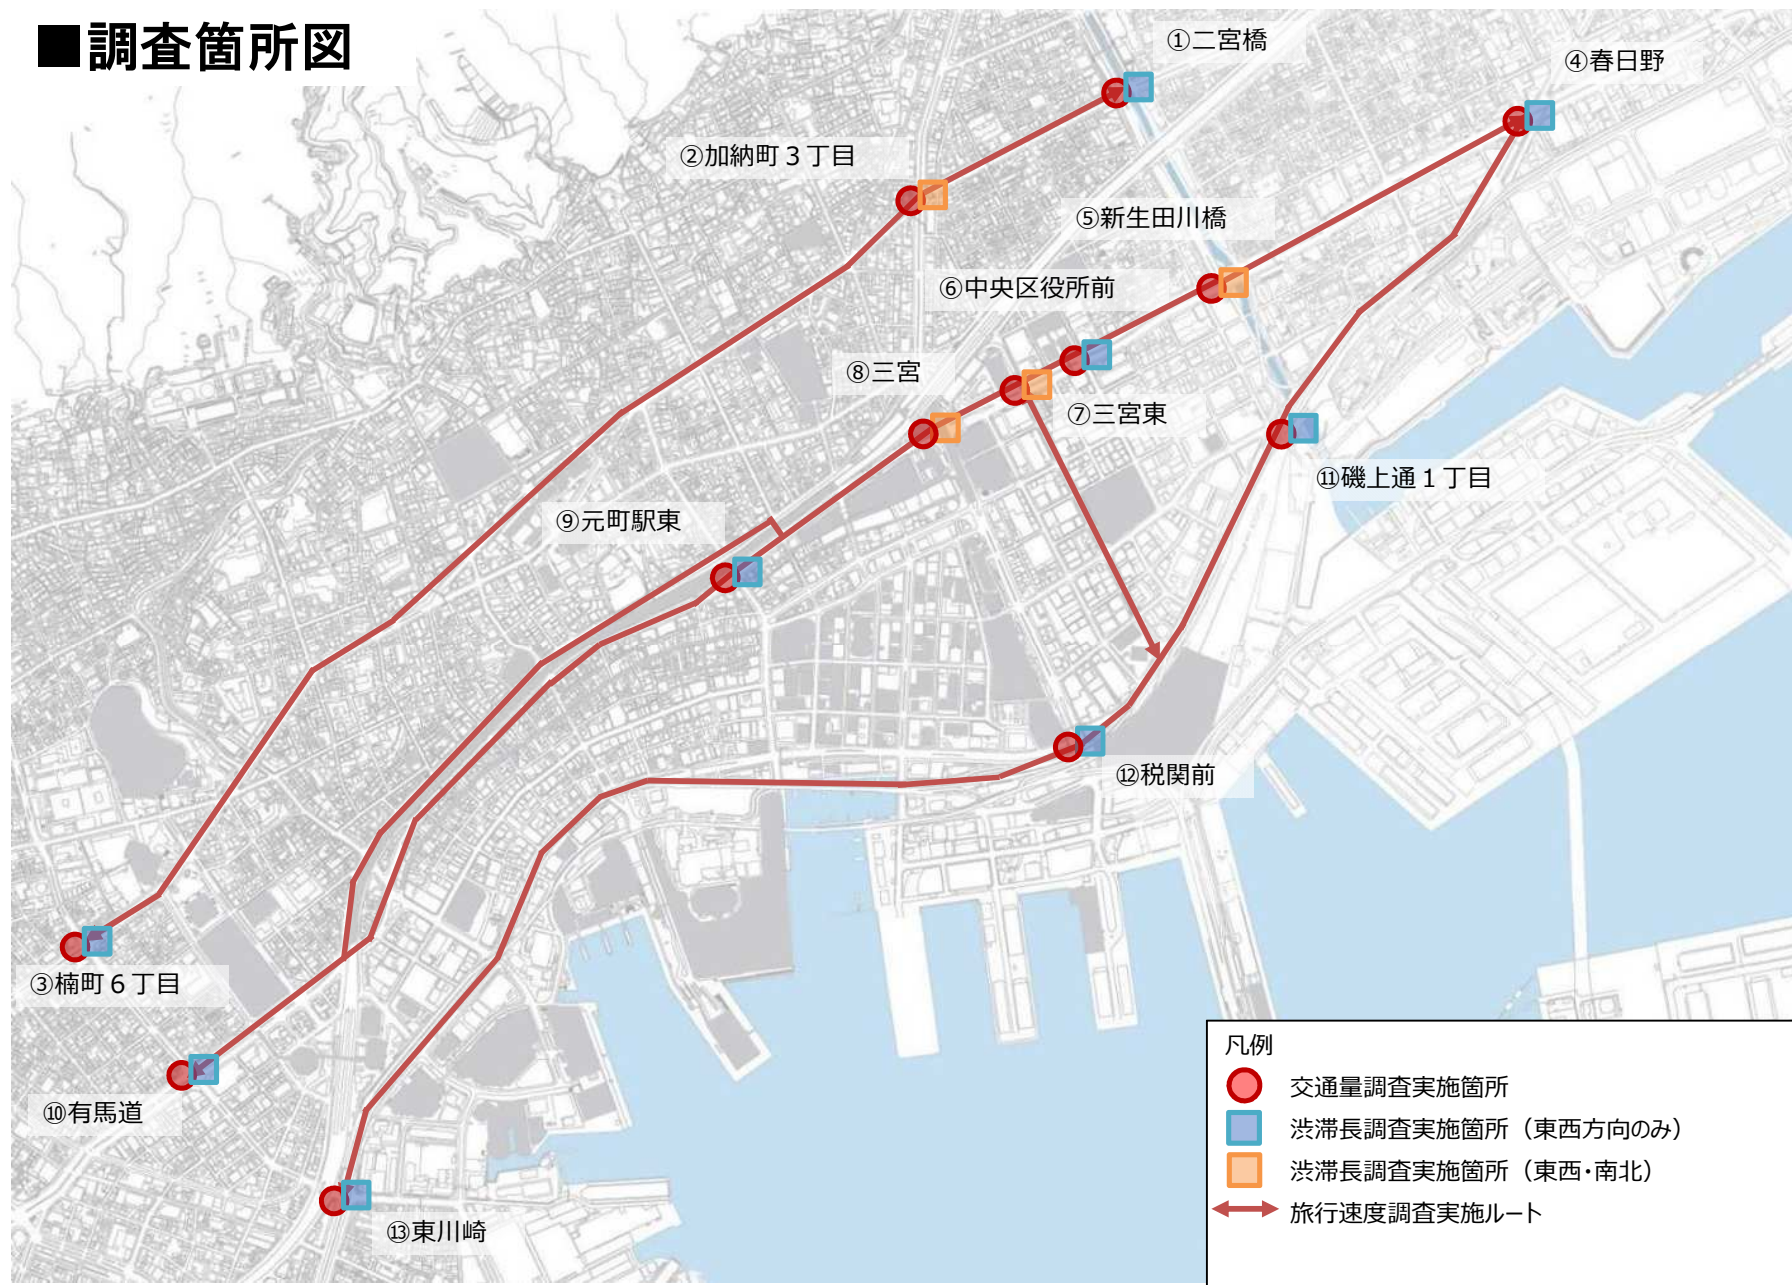 ■調査箇所図
①二宮橋
④春日野
②加納町３丁目
⑤新生田川橋
⑥中央区役所前
⑧三宮
⑦三宮東
⑪磯上通１丁目
⑨元町駅東
⑫税関前
③楠町６丁目
⑩有馬道
⑬東川崎
凡例
交通量調査実施箇所
渋滞長調査実施箇所（東西方向のみ）
渋滞長調査実施箇所（東西・南北）
旅行速度調査実施ルート